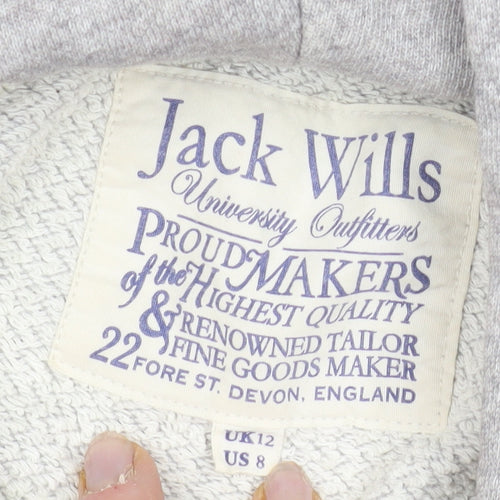 Jack Wills
University Outfitters
PROUD MAKERS
of the HIGHEST QUALITY
& RENOWNED TAILOR
FINE GOODS MAKER
22 FORE ST. DEVON, ENGLAND
UK 12
US 8